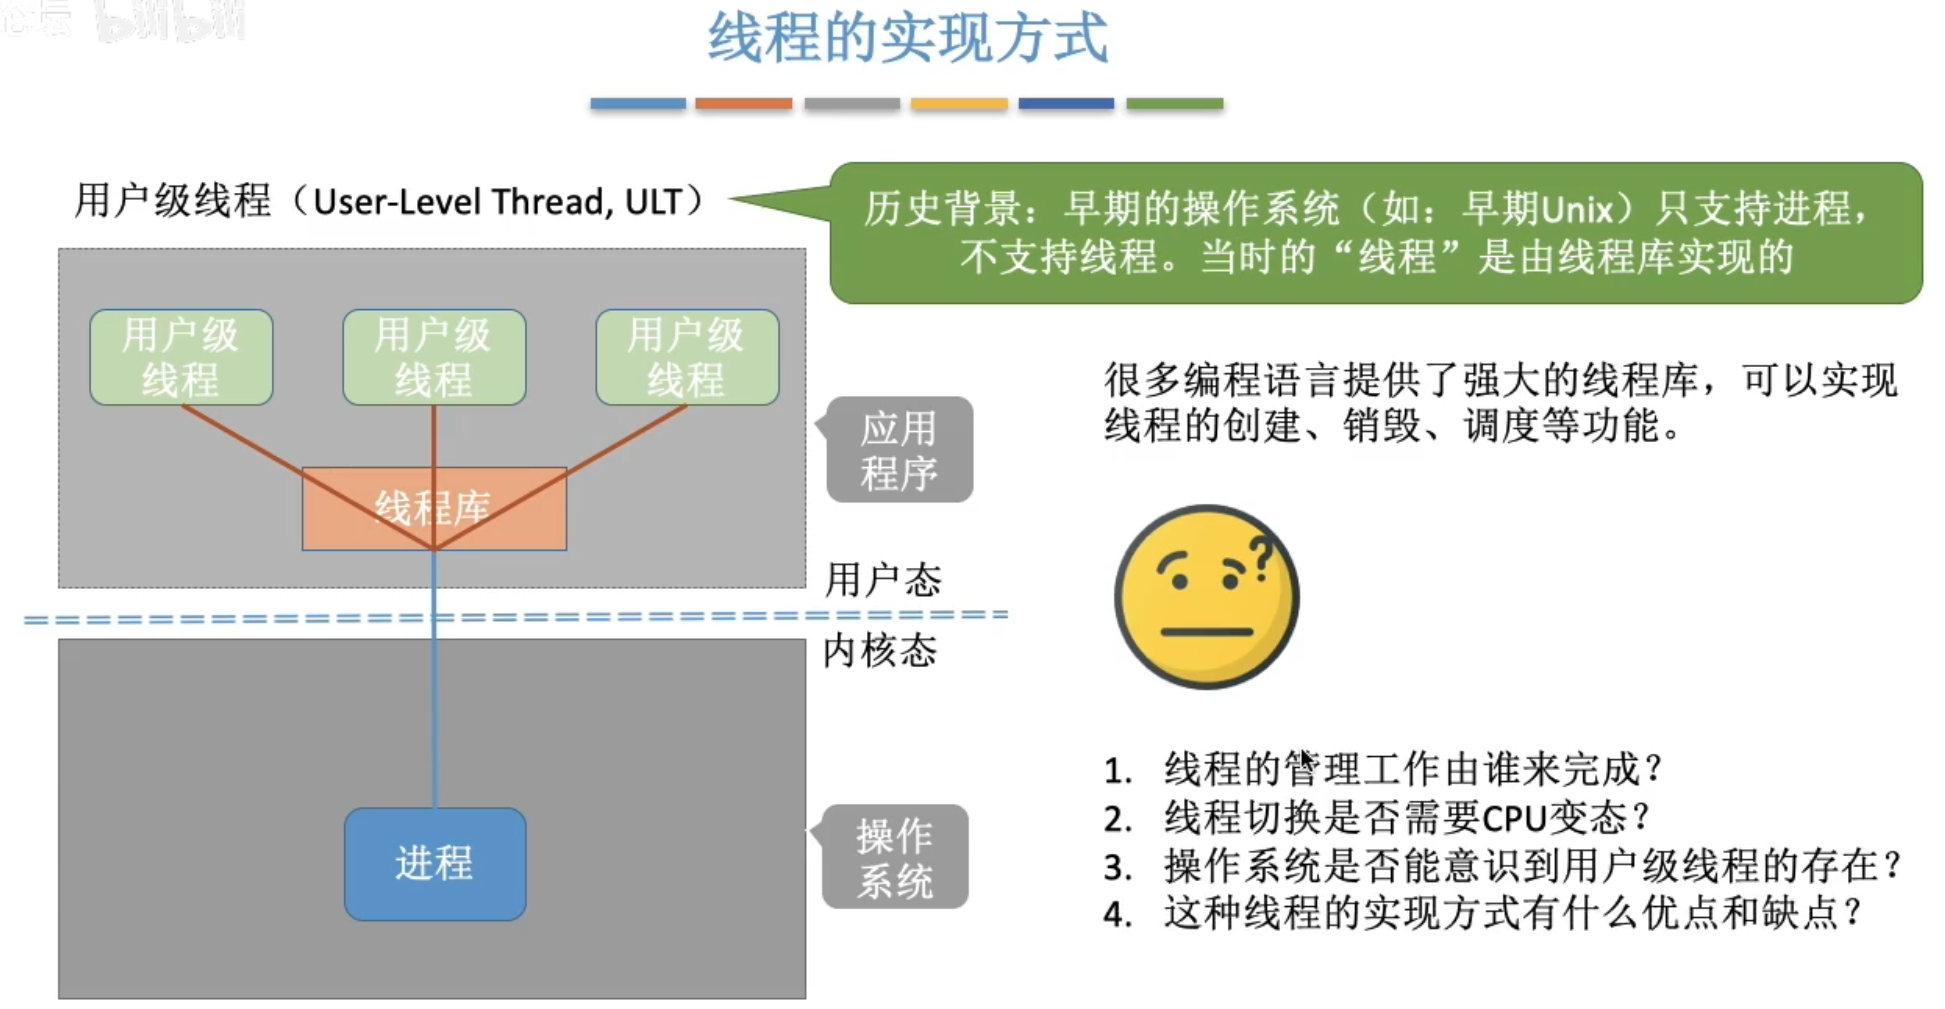 论坛 bilibili
线程的实现方式
用户级线程（User-Level Thread, ULT）
历史背景：早期的操作系统（如：早期Unix）只支持进程，
不支持线程。当时的“线程”是由线程库实现的
用户级
线程
用户级
线程
用户级
线程
线程库
应用
程序
用户态
内核态
进程
操作
系统
很多编程语言提供了强大的线程库，可以实现
线程的创建、销毁、调度等功能。
?
1. 线程的管理工作由谁来完成？
2. 线程切换是否需要CPU变态？
3. 操作系统是否能意识到用户级线程的存在？
4. 这种线程的实现方式有什么优点和缺点？